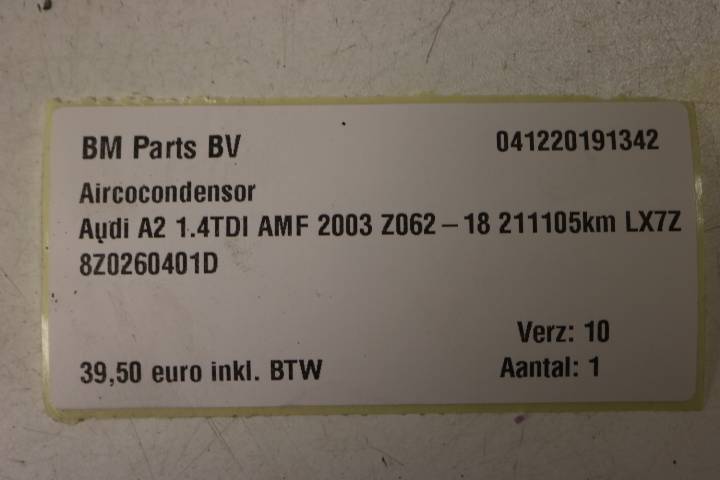 BM Parts BV 041220191342
Aircocondensor
Audi A2 1.4TDI AMF 2003 Z062-18 211105km LX7Z
8Z0260401D
Verz: 10
39,50 euro inkl. BTW Aantal: 1